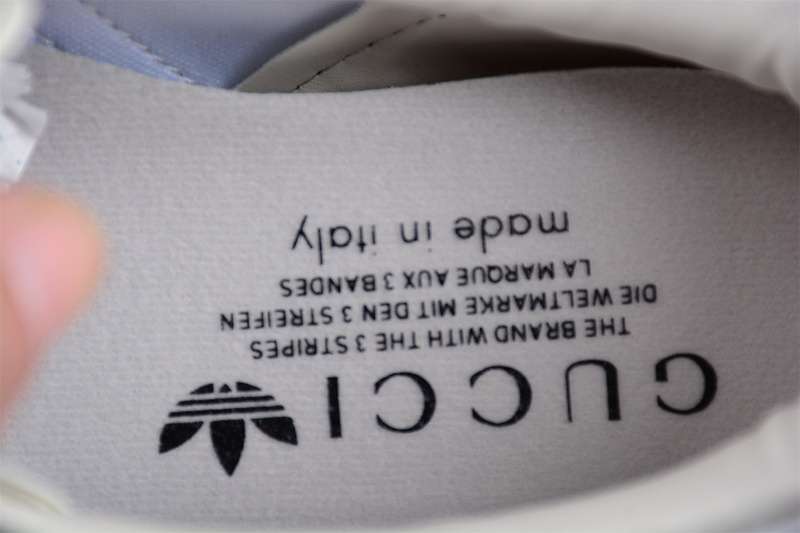 GUCCI
THE BRAND WITH THE 3 STRIPES
DIE WELTMARKE MIT DEN 3 STREIFEN
LA MARQUE AUX 3 BANDES
made in italy